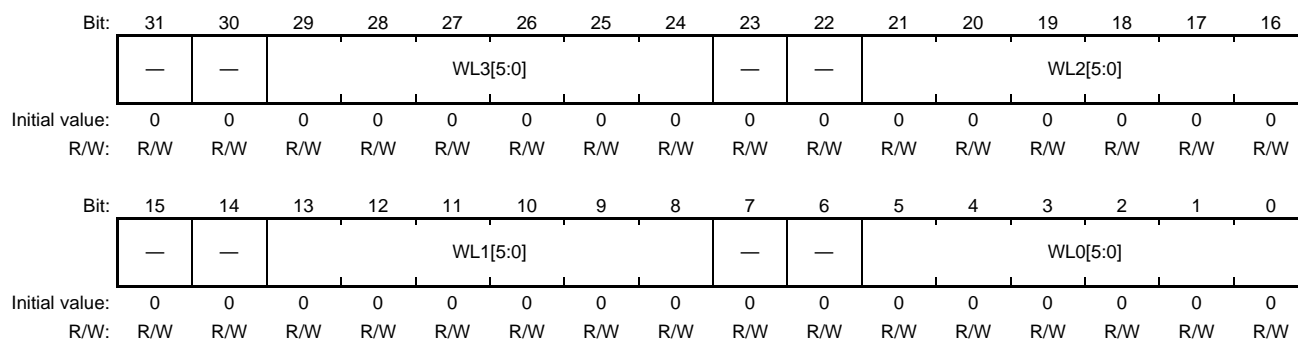 Bit: 31 30 29 28 27 26 25 24 23 22 21 20 19 18 17 16
— — WL3[5:0] — — WL2[5:0]
Initial value: 0 0 0 0 0 0 0 0 0 0 0 0 0 0 0 0
R/W: R/W R/W R/W R/W R/W R/W R/W R/W R/W R/W R/W R/W R/W R/W R/W R/W
Bit: 15 14 13 12 11 10 9 8 7 6 5 4 3 2 1 0
— — WL1[5:0] — — WL0[5:0]
Initial value: 0 0 0 0 0 0 0 0 0 0 0 0 0 0 0 0
R/W: R/W R/W R/W R/W R/W R/W R/W R/W R/W R/W R/W R/W R/W R/W R/W R/W